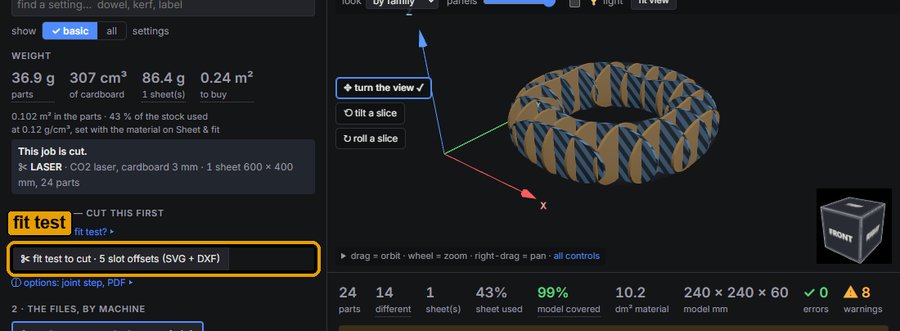 find a setting... dowel, kerf, label
show ✓ basic all settings
WEIGHT
36.9 g 307 cm³ 86.4 g 0.24 m²
parts of cardboard 1 sheet(s) to buy
0.102 m² in the parts · 43 % of the stock used
at 0.12 g/cm³, set with the material on Sheet & fit
This job is cut.
LASER · CO2 laser, cardboard 3 mm · 1 sheet 600 × 400
mm, 24 parts
fit test — CUT THIS FIRST
fit test?
fit test to cut · 5 slot offsets (SVG + DXF)
options: joint step, PDF
2 · THE FILES, BY MACHINE
look by family panels light fit view
Z
turn the view ✓
tilt a slice
roll a slice
X
FRONT
drag = orbit · wheel = zoom · right-drag = pan · all controls
24 14 1 43% 99% 10.2 240 × 240 × 60 ✓ 0 8
parts different sheet(s) sheet used model covered dm² material model mm errors warnings